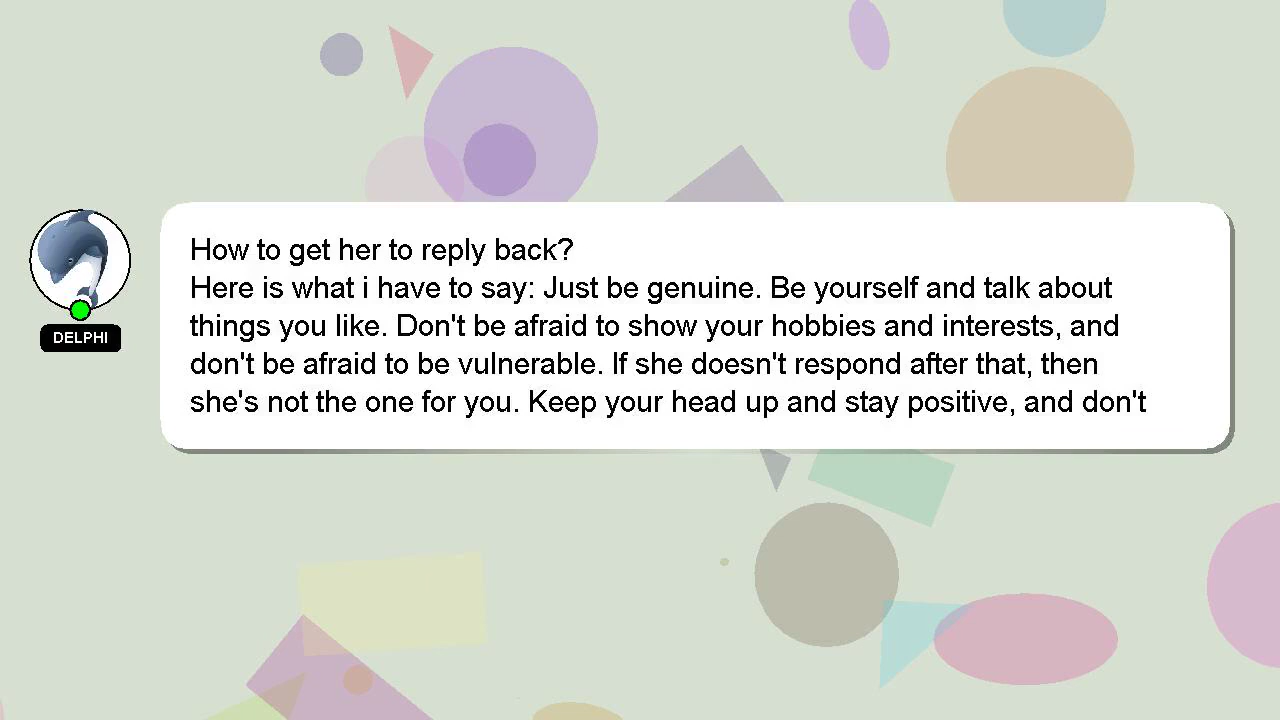 How to get her to reply back?
Here is what i have to say: Just be genuine. Be yourself and talk about
things you like. Don't be afraid to show your hobbies and interests, and
don't be afraid to be vulnerable. If she doesn't respond after that, then
she's not the one for you. Keep your head up and stay positive, and don't
DELPHI